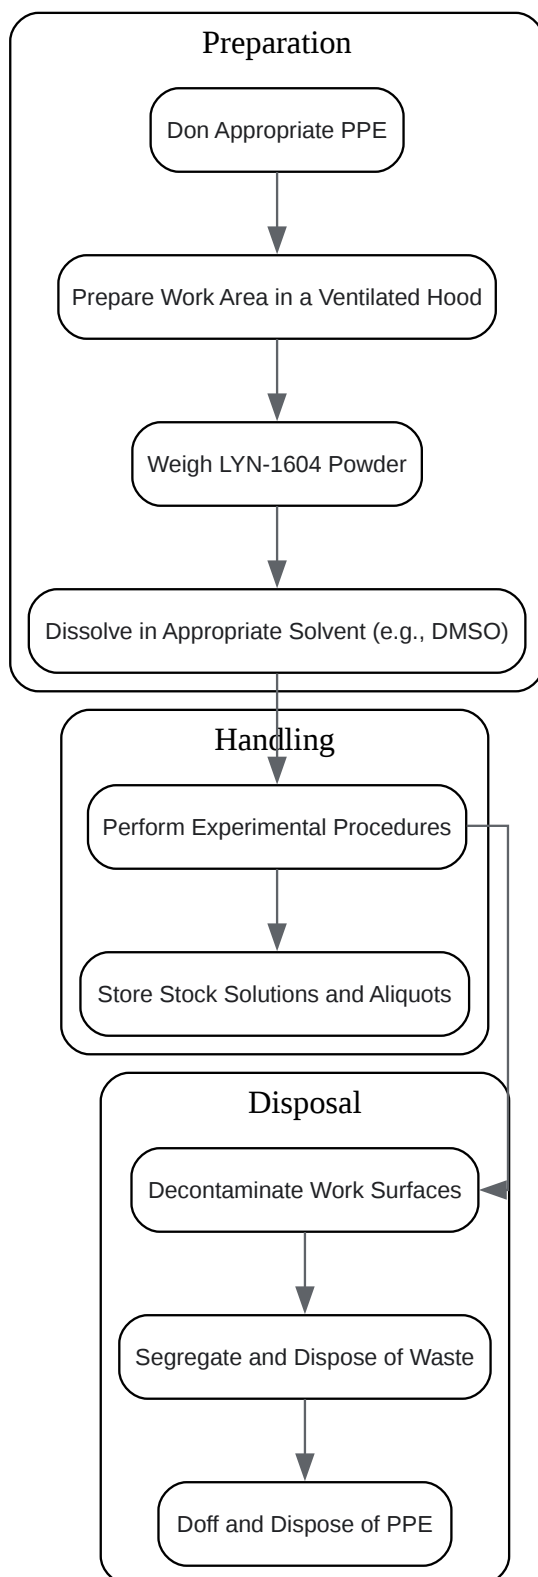 Preparation
Don Appropriate PPE
Prepare Work Area in a Ventilated Hood
Weigh LYN-1604 Powder
Dissolve in Appropriate Solvent (e.g., DMSO)
Handling
Perform Experimental Procedures
Store Stock Solutions and Aliquots
Disposal
Decontaminate Work Surfaces
Segregate and Dispose of Waste
Doff and Dispose of PPE